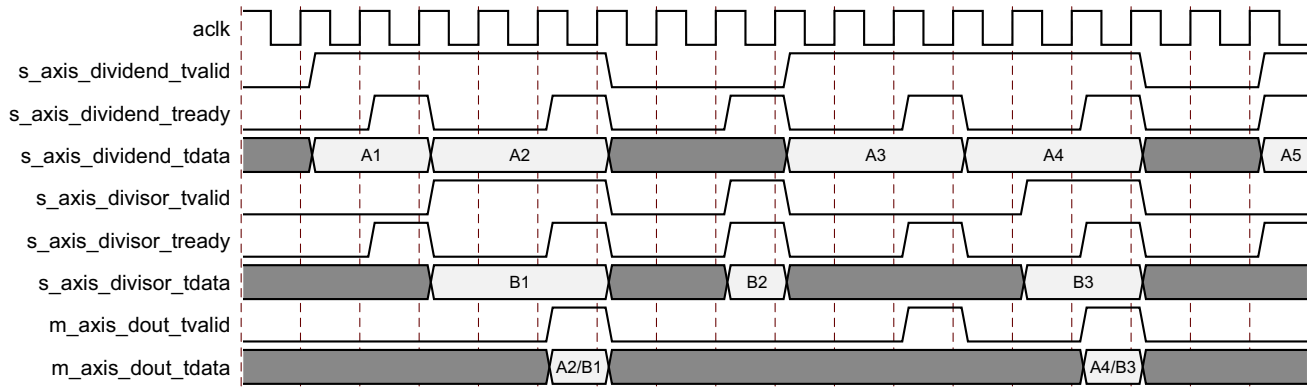 aclk
s_axis_dividend_tvalid
s_axis_dividend_tready
s_axis_dividend_tdata A1 A2 A3 A4 A5
s_axis_divisor_tvalid
s_axis_divisor_tready
s_axis_divisor_tdata B1 B2 B3
m_axis_dout_tvalid
m_axis_dout_tdata A2/B1 A4/B3